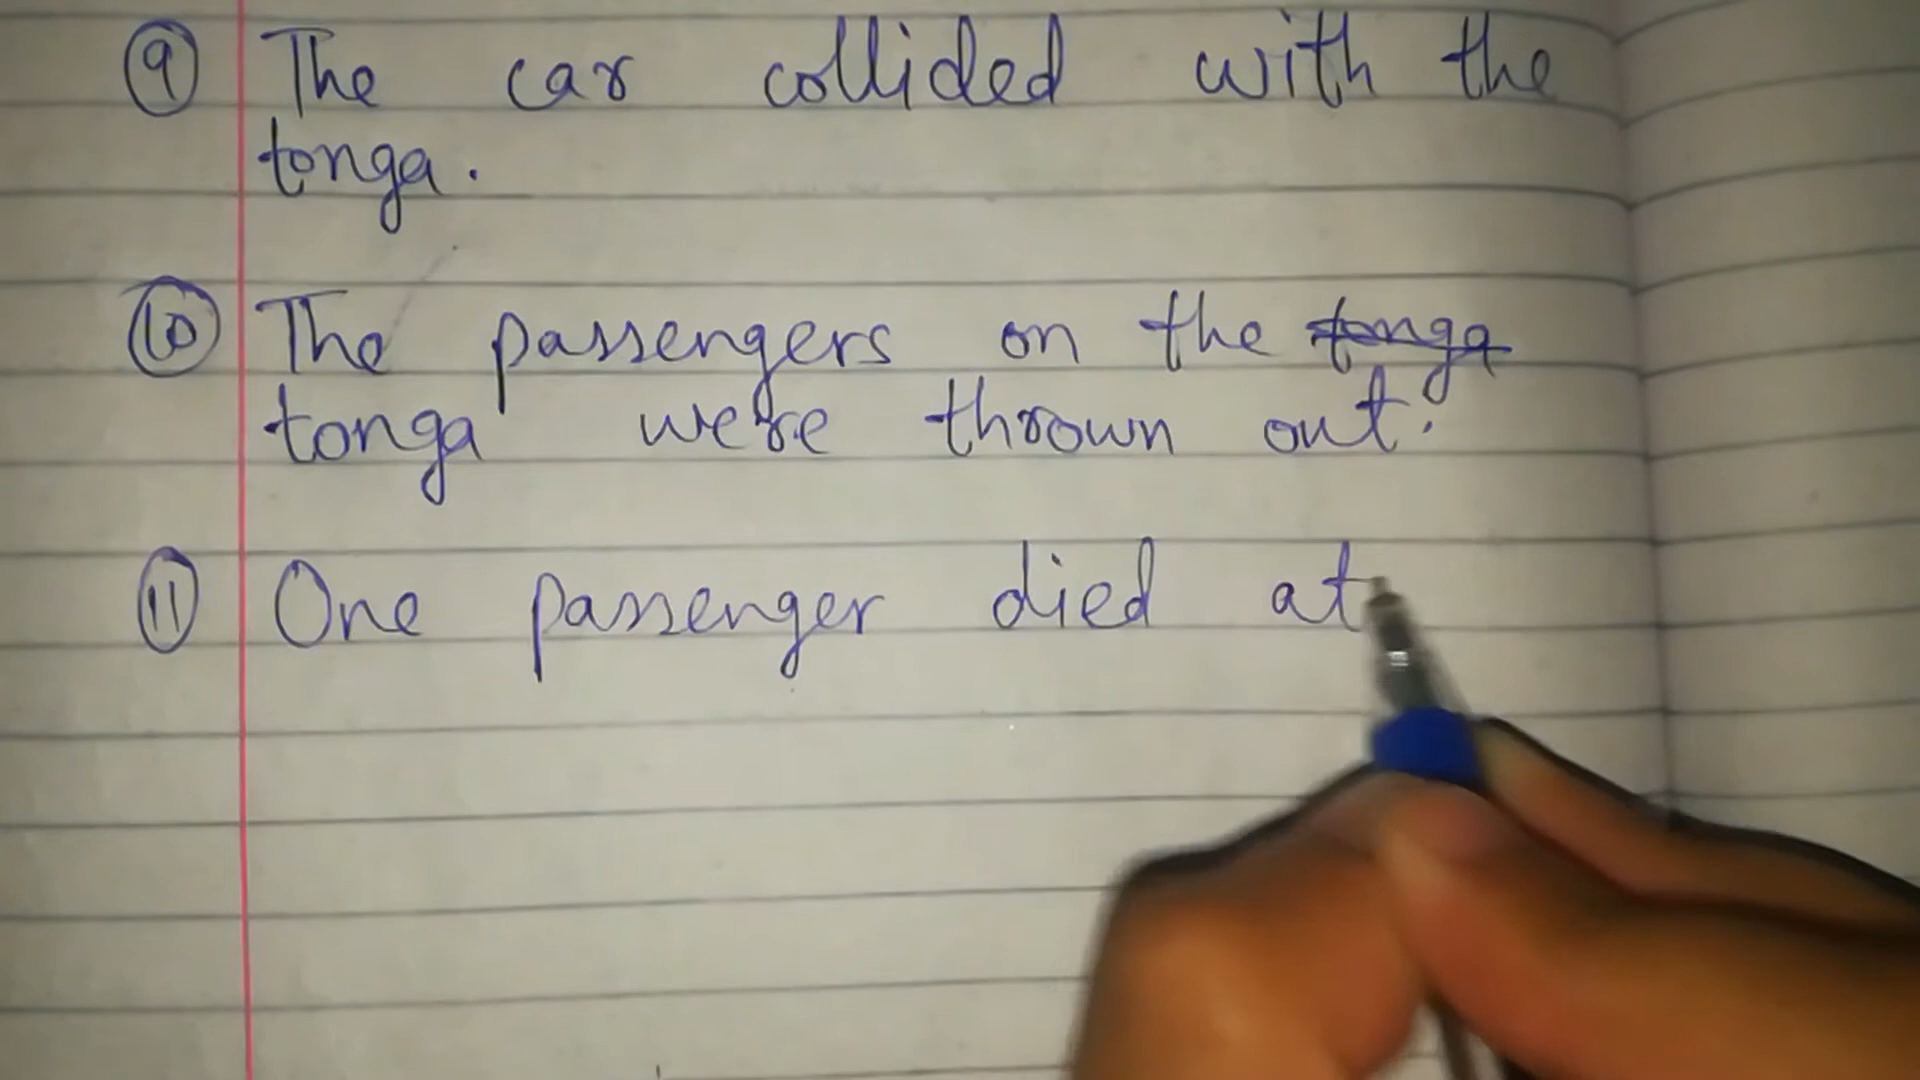 9 The car collided with the
tonga.
10 The passengers on the tonga
tonga were thrown out.
11 One passenger died at